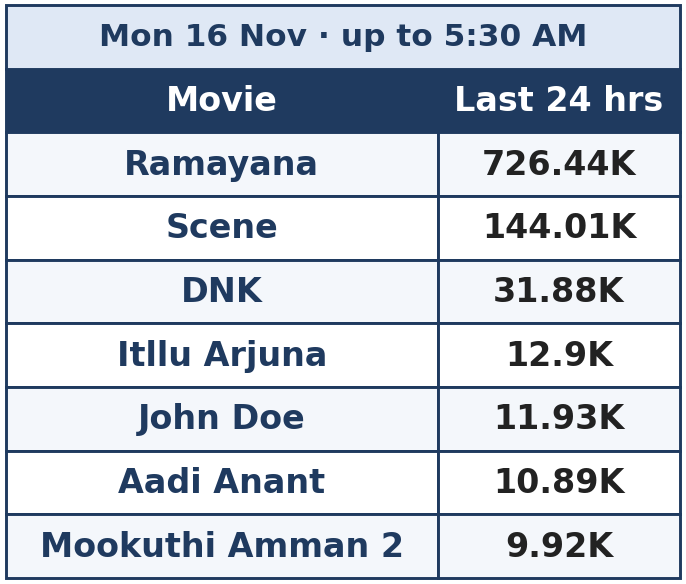 Mon 16 Nov · up to 5:30 AM
Movie Last 24 hrs
Ramayana 726.44K
Scene 144.01K
DNK 31.88K
Itllu Arjuna 12.9K
John Doe 11.93K
Aadi Anant 10.89K
Mookuthi Amman 2 9.92K